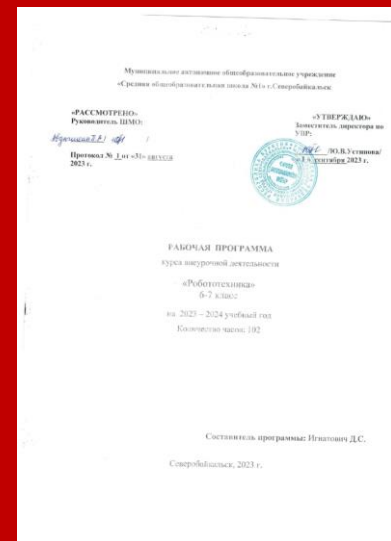 Муниципальное автономное общеобразовательное учреждение
«Средняя общеобразовательная школа №1» г.Северобайкальск
«РАССМОТРЕНО»
Руководитель ШМО:
Протокол № 1 от «31» августа
2023 г.
«УТВЕРЖДАЮ»
Заместитель директора по
УВР:
/Ю.В.Устинова/
сентября 2023 г.
РАБОЧАЯ ПРОГРАММА
курса внеурочной деятельности
«Робототехника»
6-7 класс
на 2023 – 2024 учебный год
Количество часов: 102
Составитель программы: Игнатович Д.С.
Северобайкальск, 2023 г.